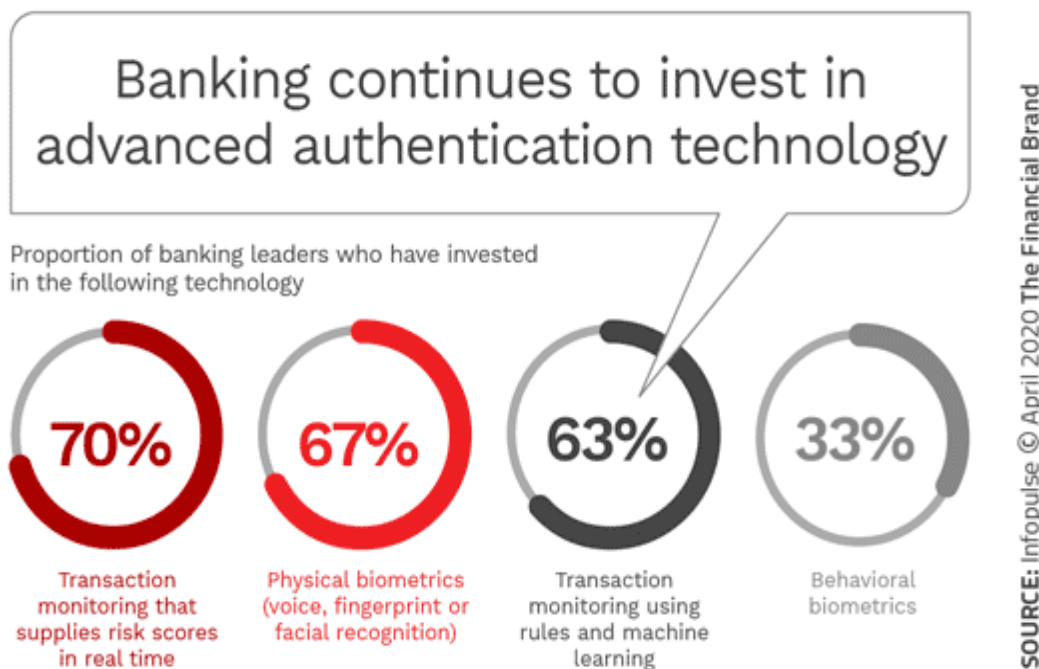 Banking continues to invest in
advanced authentication technology
Proportion of banking leaders who have invested
in the following technology
70%
Transaction
monitoring that
supplies risk scores
in real time
67%
Physical biometrics
(voice, fingerprint or
facial recognition)
63%
Transaction
monitoring using
rules and machine
learning
33%
Behavioral
biometrics
SOURCE: Infopulse © April 2020 The Financial Brand